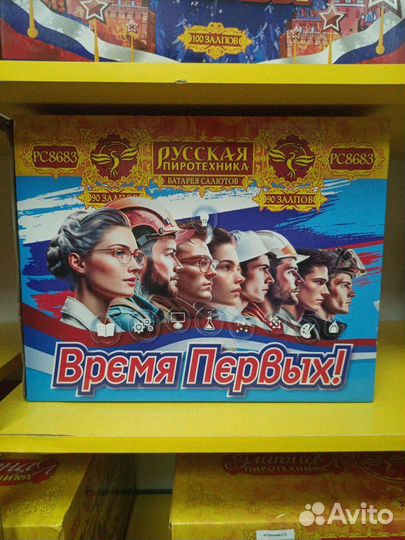 100 ЗАЛПОВ
РС8683
РУССКАЯ
ПИРОТЕХНИКА
БАТАРЕЯ САЛЮТОВ
РС8683
90 ЗАЛПОВ
90 ЗАЛПОВ
Время Первых!
ПИРОТЕХНИКА
Avito